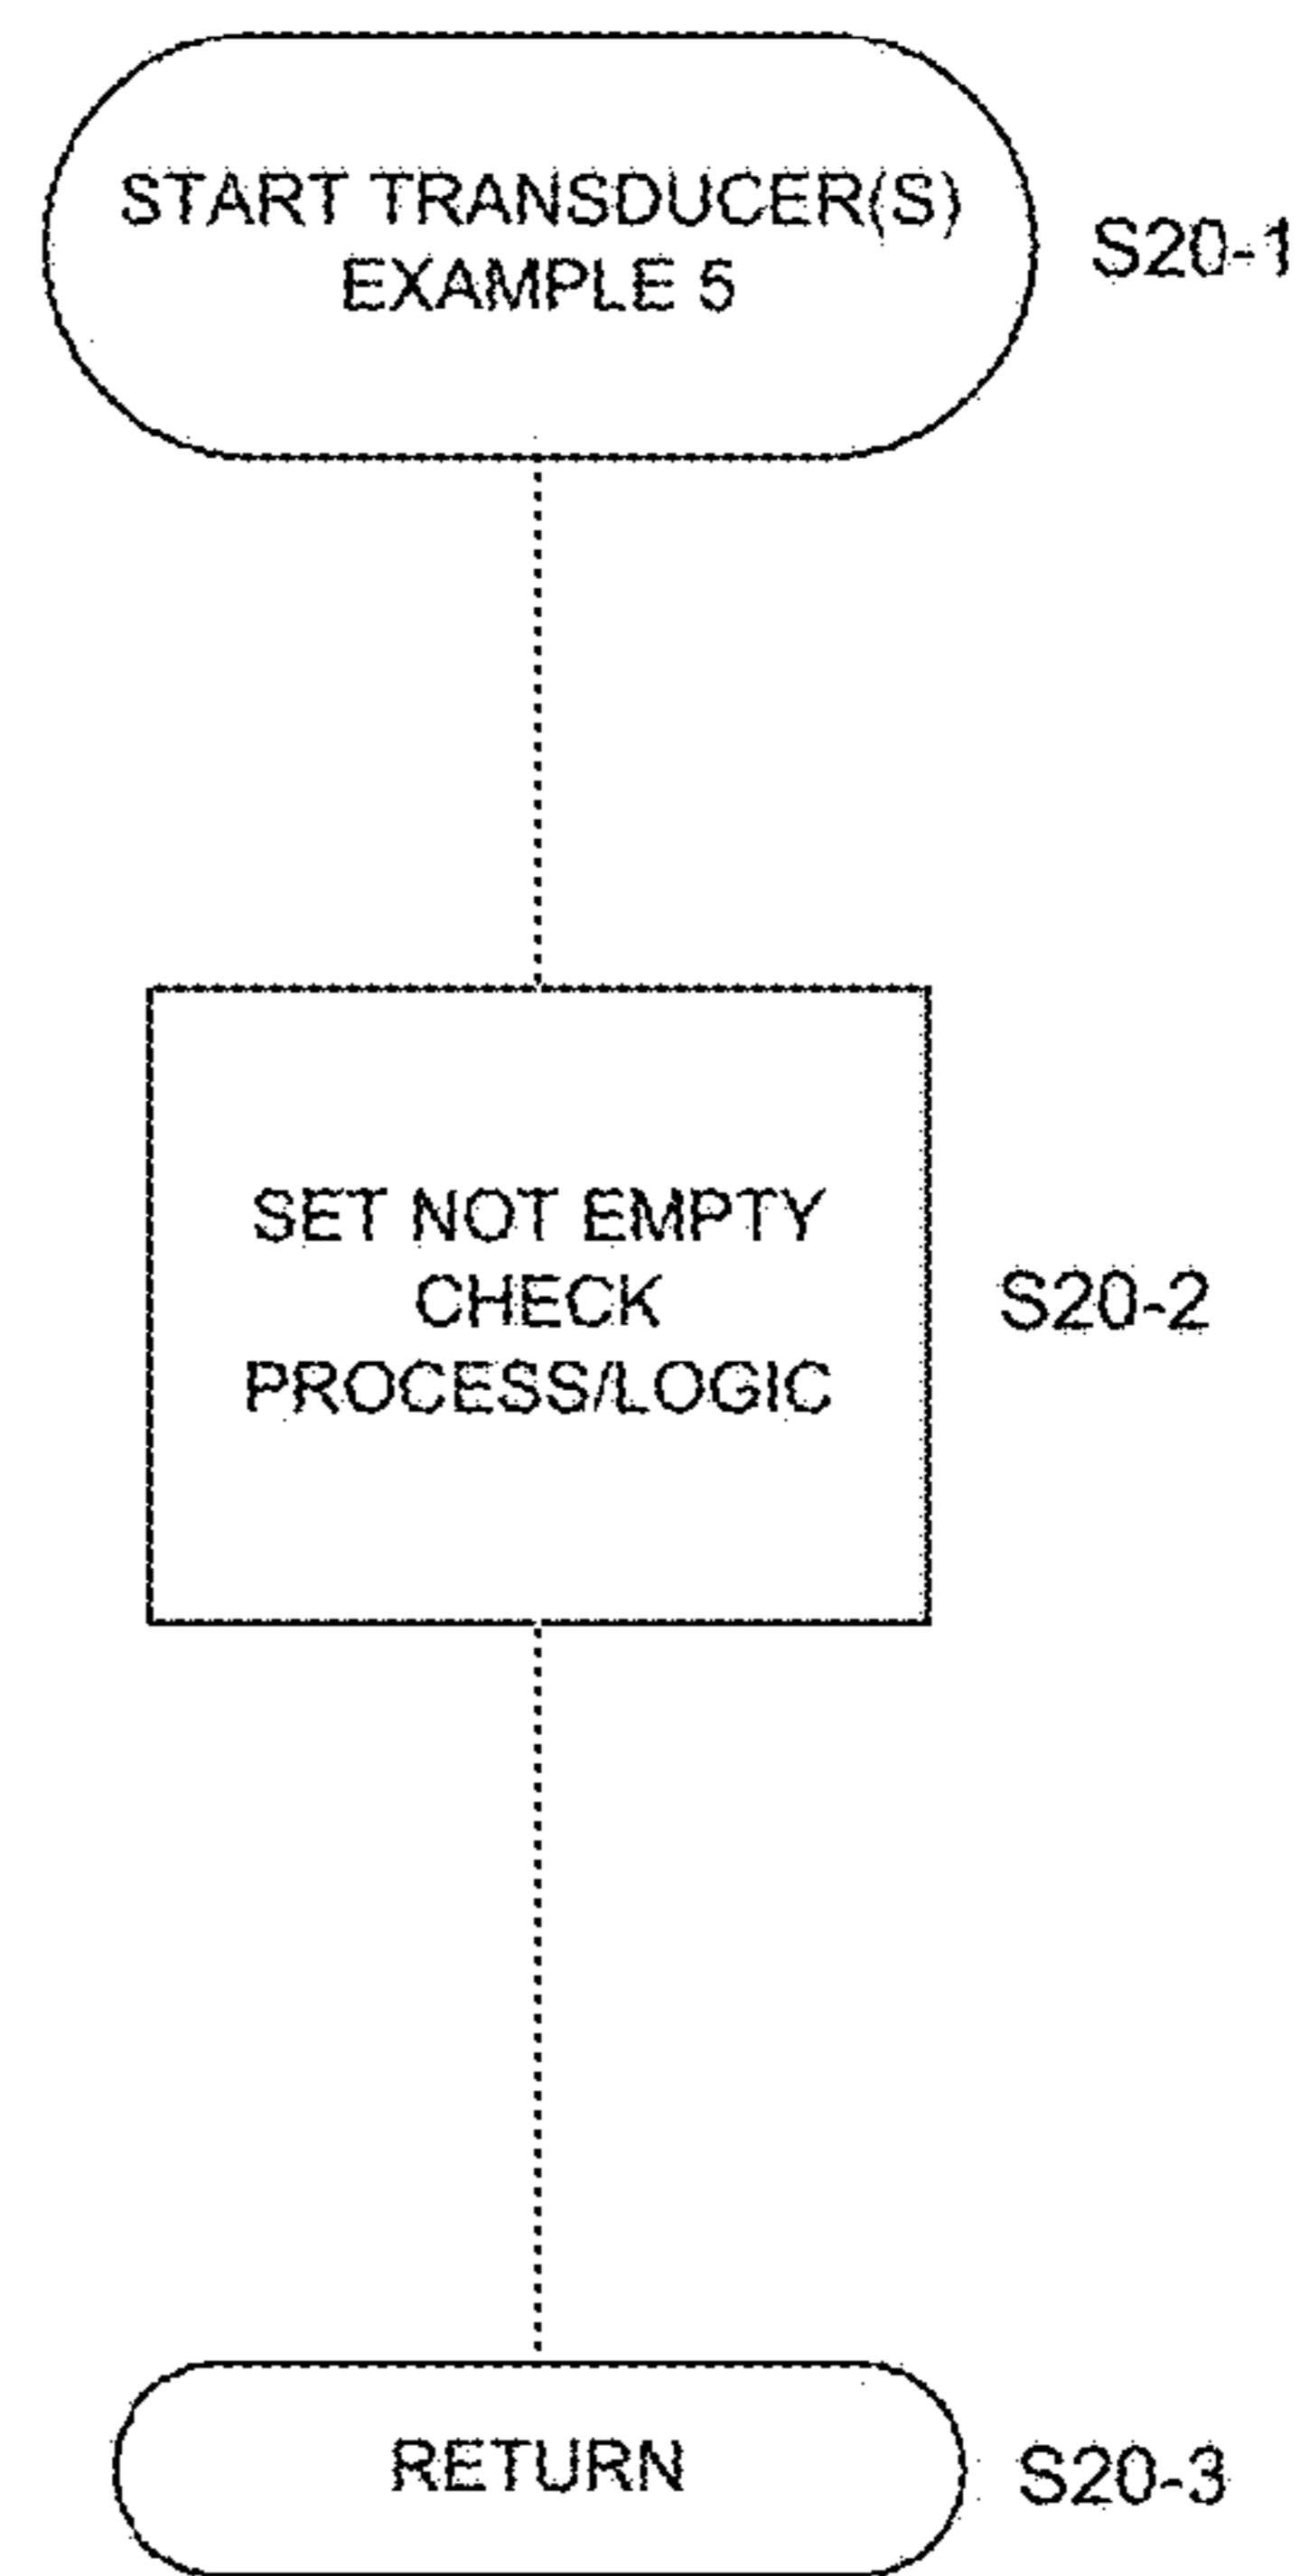 START TRANSDUCER(S)
EXAMPLE 5
S20-1
SET NOT EMPTY
CHECK
PROCESS/LOGIC
S20-2
RETURN
S20-3